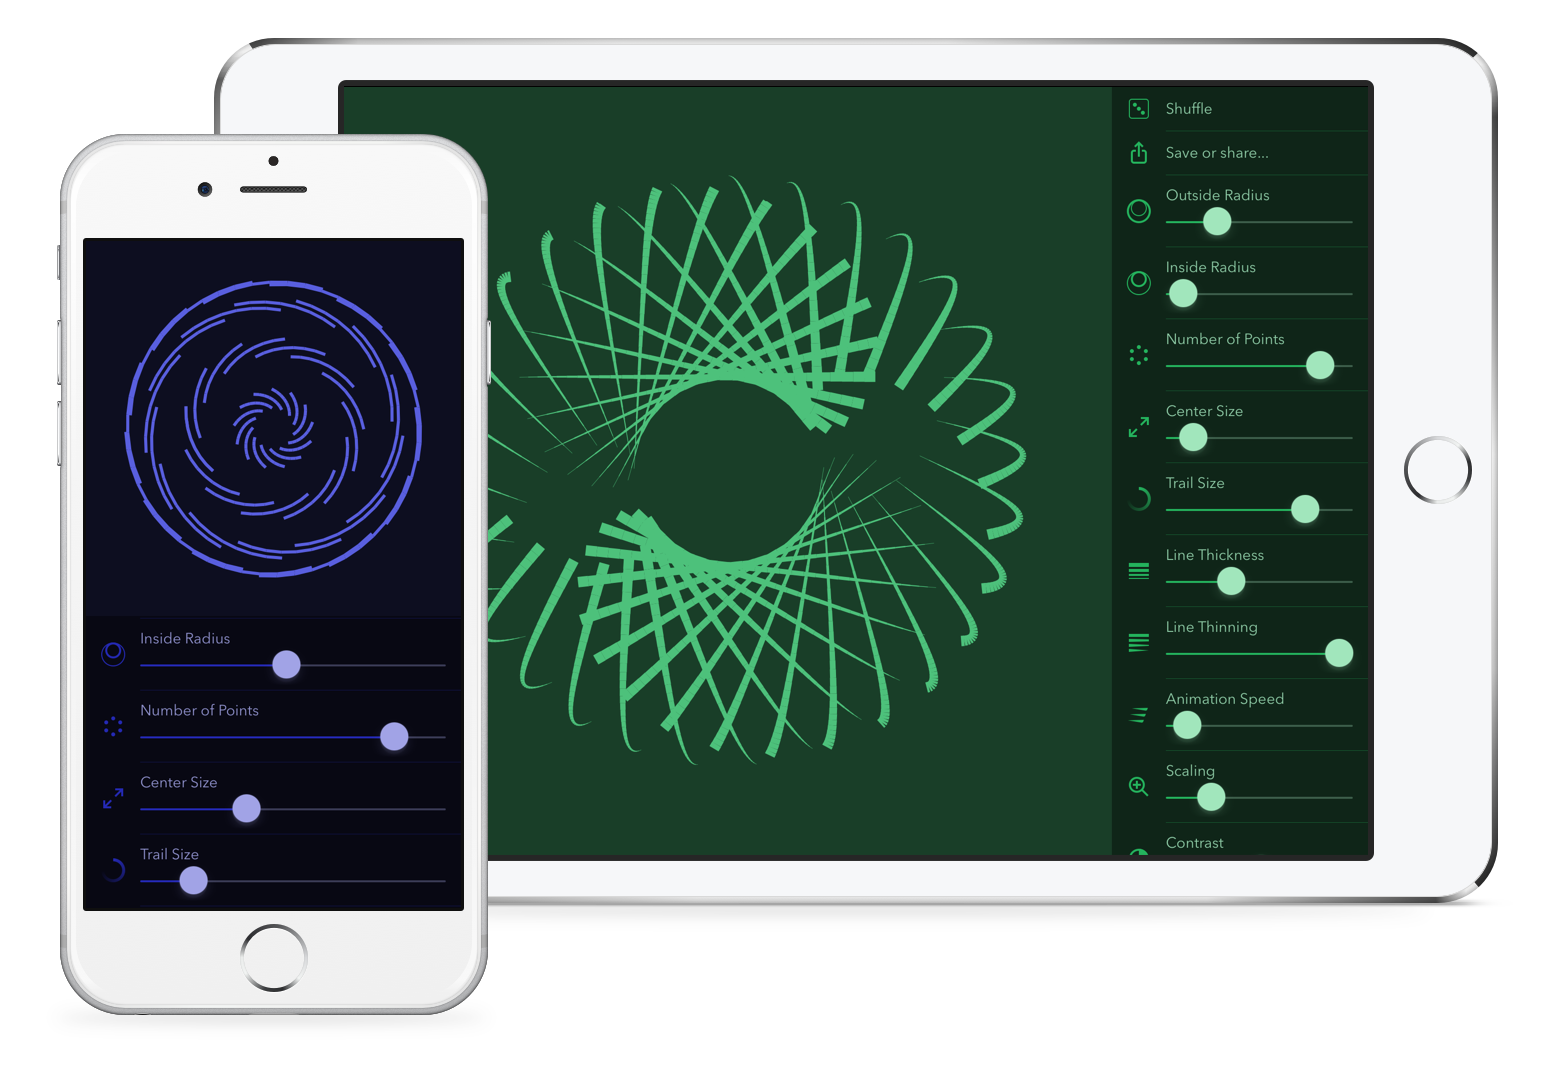 Inside Radius
Number of Points
Center Size
Trail Size
Shuffle
Save or share...
Outside Radius
Inside Radius
Number of Points
Center Size
Trail Size
Line Thickness
Line Thinning
Animation Speed
Scaling
Contrast